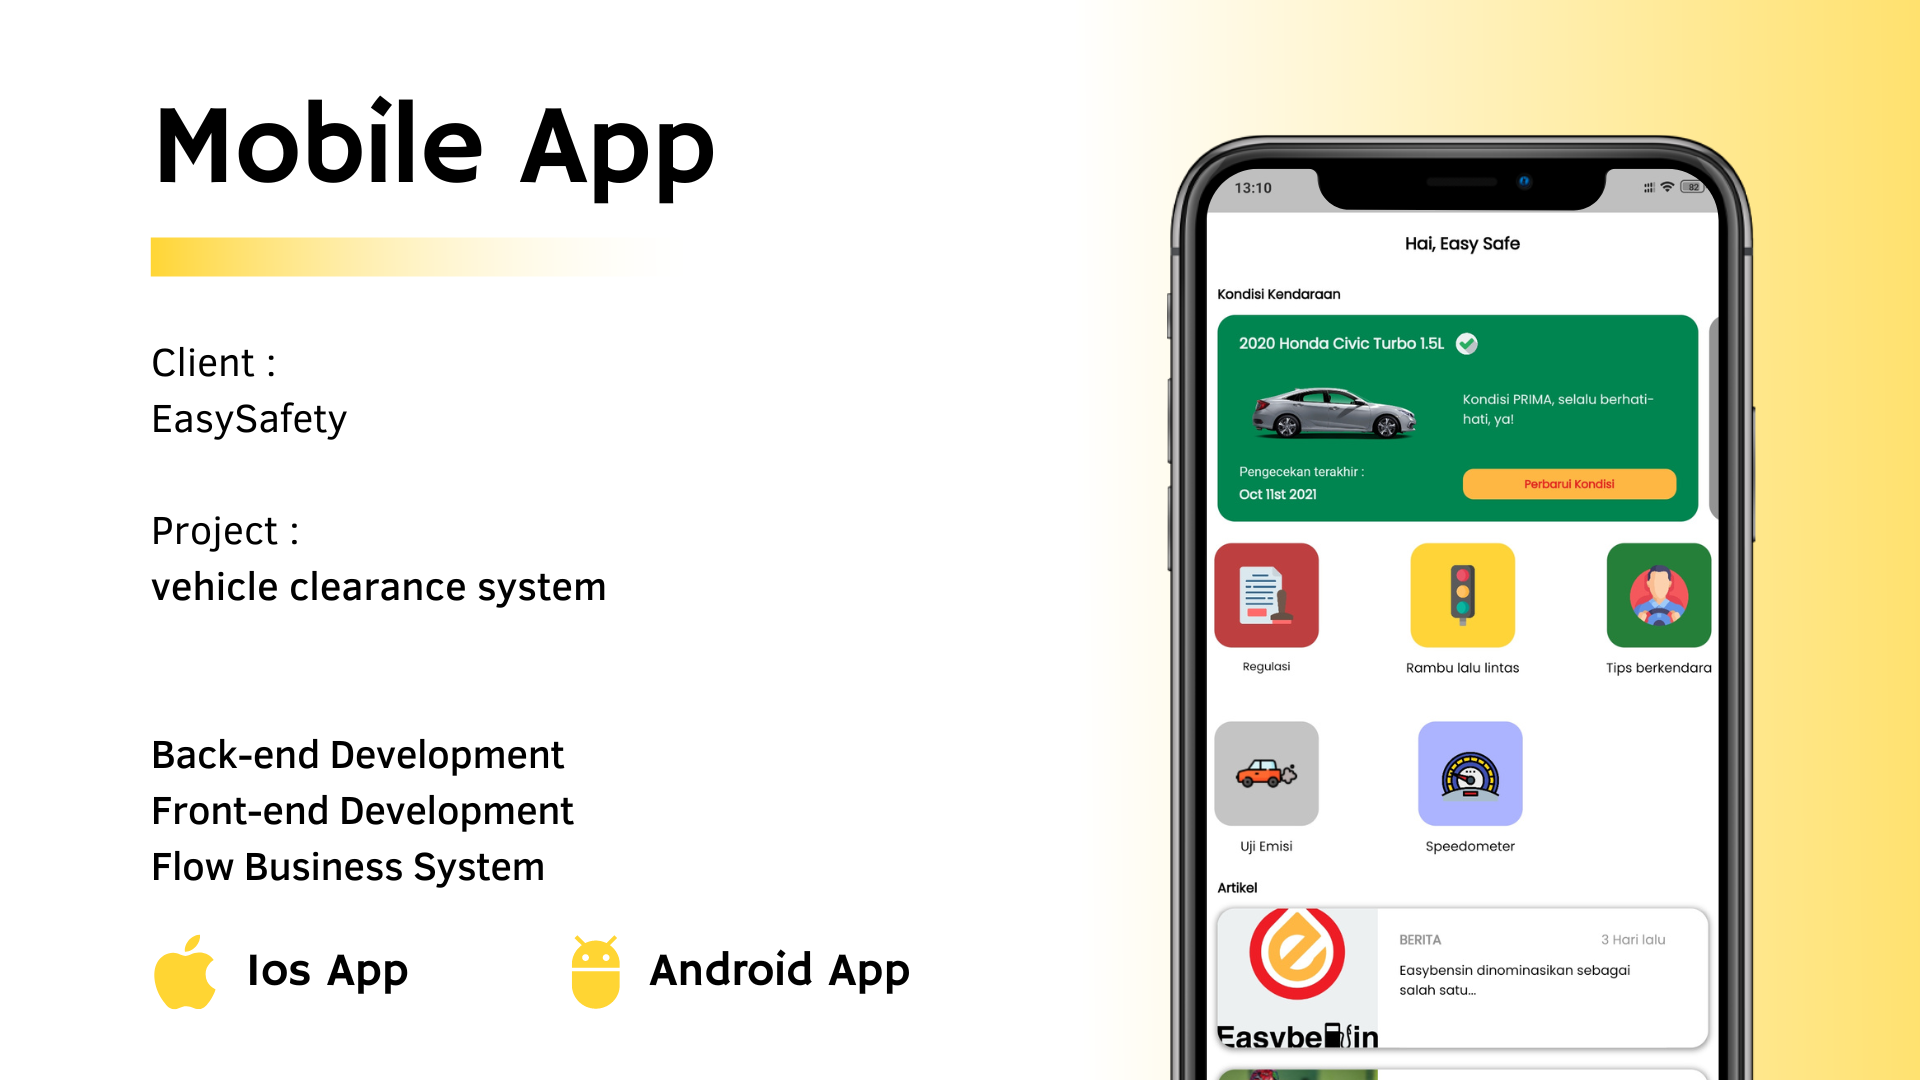 Mobile App
Client :
EasySafety
Project :
vehicle clearance system
Back-end Development
Front-end Development
Flow Business System
Ios App
Android App
13:10
82
Hai, Easy Safe
Kondisi Kendaraan
2020 Honda Civic Turbo 1.5L
Kondisi PRIMA, selalu berhati-
hati, ya!
Pengecekan terakhir :
Oct 11st 2021
Perbarui Kondisi
Regulasi
Rambu lalu lintas
Tips berkendara
Uji Emisi
Speedometer
Artikel
BERITA
3 Hari lalu
Easybensin dinominasikan sebagai
salah satu...